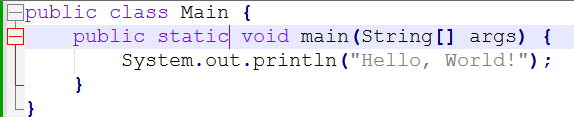 public class Main {
    public static void main(String[] args) {
        System.out.println("Hello, World!");
    }
}